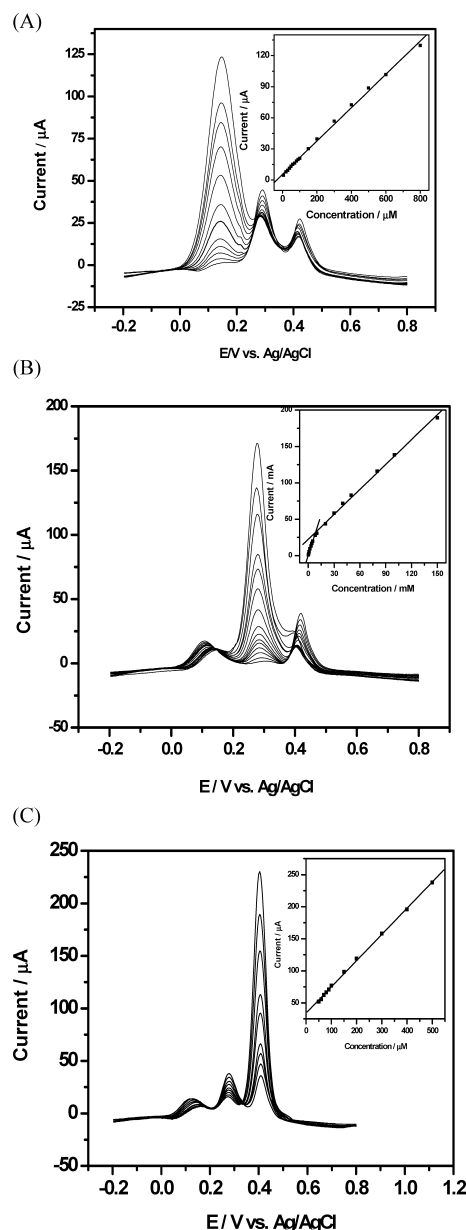 (A)
125
100
75
50
25
0
25
Current / µA
-0.2 0.0 0.2 0.4 0.6 0.8
E/V vs. Ag/AgCl
120
90
60
30
0
Current / µA
0 200 400 600 800
Concentration / µM
(B)
200
150
100
50
0
-50
Current / µA
-0.2 0.0 0.2 0.4 0.6 0.8
E / V vs. Ag/AgCl
200
150
100
50
0
Current / mA
0 30 60 90 120 150
Concentration / mM
(C)
250
200
150
100
50
0
-50
Current / µA
-0.2 0.0 0.2 0.4 0.6 0.8 1.0 1.2
E / V vs. Ag/AgCl
250
200
150
100
50
Current / µA
0 100 200 300 400 500
Concentration / µM